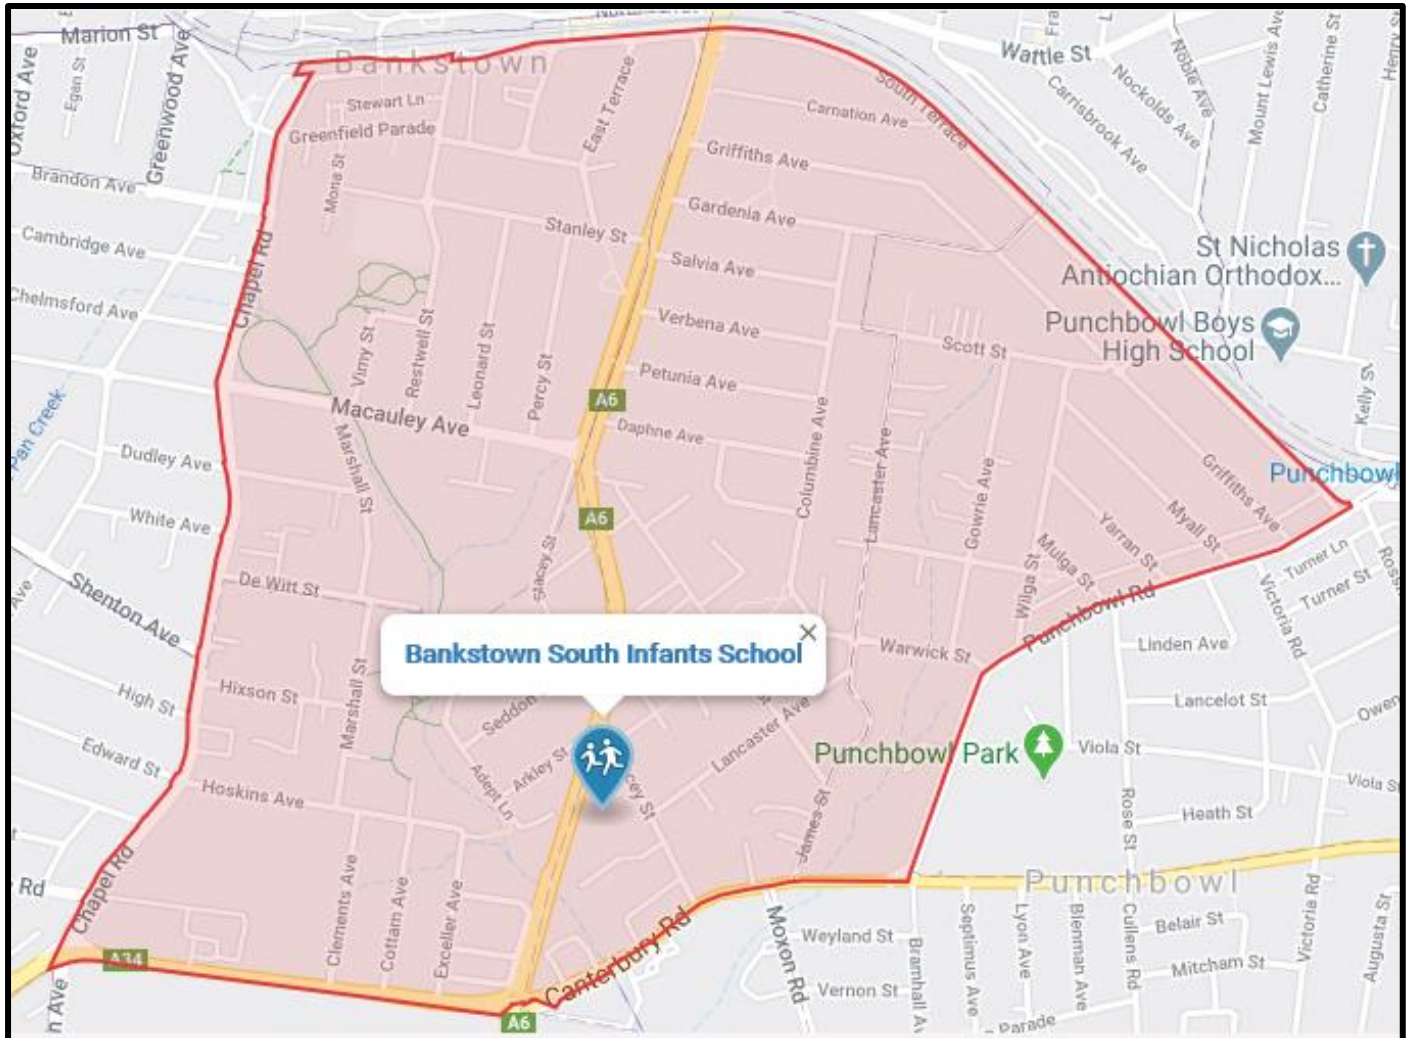 Marion St
Wattle St
Oxford Ave
Egan St
Greenwood Ave
Bankstown
Stewart Ln
Greenfield Parade
East Terrace
South Terrace
Carnation Ave
Carrisbrook Ave
Nockolds Ave
Noble Ave
Mount Lewis Ave
Catherine St
Brandon Ave
Mona St
Griffiths Ave
Gardenia Ave
Cambridge Ave
Stanley St
Salvia Ave
St Nicholas
Antiochian Orthodox...
Chelmsford Ave
Chapel Rd
Verbena Ave
Punchbowl Boys
High School
Scott St
Vimy St
Restwell St
Leonard St
Percy St
Petunia Ave
Kelly St
A6
Macauley Ave
Daphne Ave
Columbine Ave
Lancaster Ave
Gowrie Ave
Marshall St
Dudley Ave
White Ave
Griffiths Ave
Punchbowl
A6
Myall St
Yarran St
Mulga St
Wilga St
Stacey St
De Witt St
Shenton Ave
Turner Ln
Turner St
Victoria Rd
Punchbowl Rd
Linden Ave
Bankstown South Infants School
Warwick St
Hixson St
Marshall St
High St
Lancelot St
Seddon
Lancaster Ave
Punchbowl Park
Viola St
Viola S
Edward St
Arkley St
Adept Ln
cey St
James St
Rose St
Heath St
Hoskins Ave
Chapel Rd
Rd
Clements Ave
Cottam Ave
Exceller Ave
Canterbury Rd
Moxon Rd
Punchbowl
Weyland St
Vernon St
Septimus Ave
Lyon Ave
Blenman Ave
Cullens Rd
Belair St
Mitcham St
Victoria Rd
Augusta St
A34
n Ave
A6
Parade